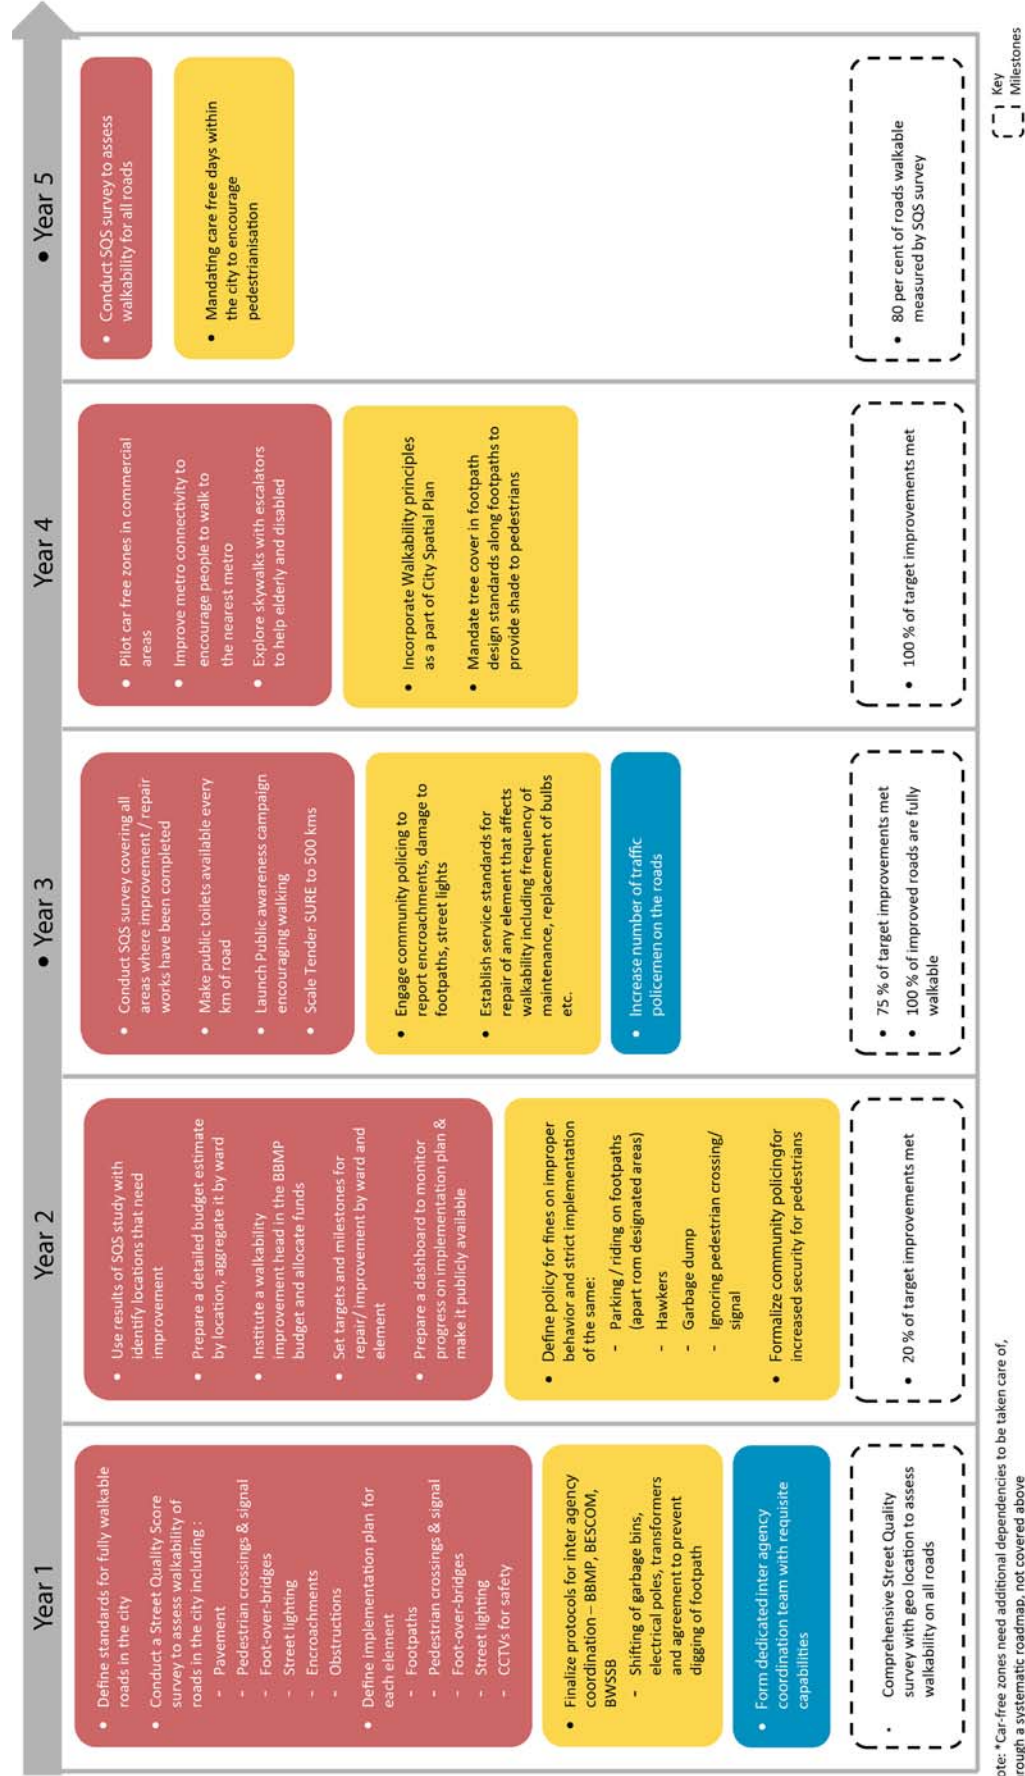 Year 1
• Define standards for fully walkable
roads in the city
• Conduct a Street Quality Score
survey to assess walkability of
roads in the city including :
- Pavement
- Pedestrian crossings & signal
- Foot-over-bridges
- Street lighting
- Encroachments
- Obstructions
• Define implementation plan for
each element
- Footpaths
- Pedestrian crossings & signal
- Foot-over-bridges
- Street lighting
- CCTVs for safety
• Finalize protocols for inter agency
coordination – BBMP, BESCOM,
BWSSB
- Shifting of garbage bins,
electrical poles, transformers
and agreement to prevent
digging of footpath
• Form dedicated inter agency
coordination team with requisite
capabilities
• Comprehensive Street Quality
survey with geo location to assess
walkability on all roads
Year 2
• Use results of SQS study with
identify locations that need
improvement
• Prepare a detailed budget estimate
by location, aggregate it by ward
• Institute a walkability
improvement head in the BBMP
budget and allocate funds
• Set targets and milestones for
repair/ improvement by ward and
element
• Prepare a dashboard to monitor
progress on implementation plan &
make it publicly available
• Define policy for fines on improper
behavior and strict implementation
of the same:
- Parking / riding on footpaths
(apart rom designated areas)
- Hawkers
- Garbage dump
- Ignoring pedestrian crossing/
signal
• Formalize community policingfor
increased security for pedestrians
• 20 % of target improvements met
• Year 3
• Conduct SQS survey covering all
areas where improvement / repair
works have been completed
• Make public toilets available every
km of road
• Launch Public awareness campaign
encouraging walking
• Scale Tender SURE to 500 kms
• Engage community policing to
report encroachments, damage to
footpaths, street lights
• Establish service standards for
repair of any element that affects
walkability including frequency of
maintenance, replacement of bulbs
etc.
• Increase number of traffic
policemen on the roads
• 75 % of target improvements met
• 100 % of improved roads are fully
walkable
Year 4
• Pilot car free zones in commercial
areas
• Improve metro connectivity to
encourage people to walk to
the nearest metro
• Explore skywalks with escalators
to help elderly and disabled
• Incorporate Walkability principles
as a part of City Spatial Plan
• Mandate tree cover in footpath
design standards along footpaths to
provide shade to pedestrians
• 100 % of target improvements met
• Year 5
• Conduct SQS survey to assess
walkability for all roads
• Mandating care free days within
the city to encourage
pedestrianisation
• 80 per cent of roads walkable
measured by SQS survey
Key
Milestones
ote: *Car-free zones need additional dependencies to be taken care of,
rough a systematic roadmap, not covered above